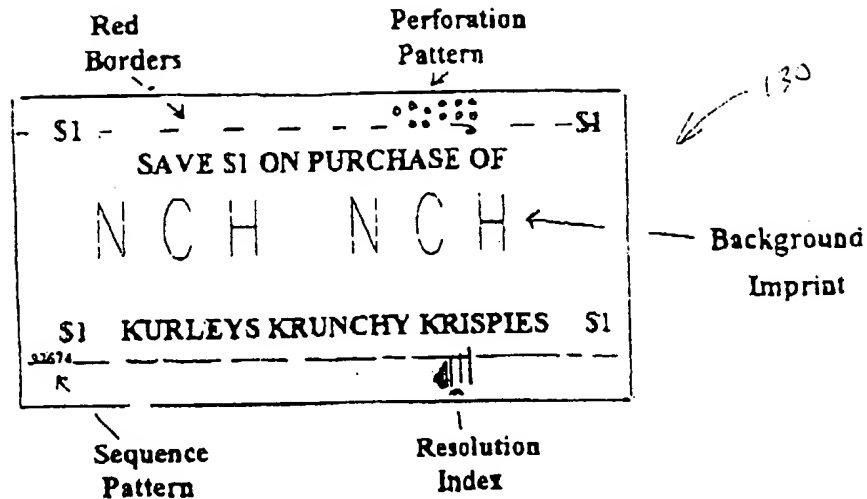 Red
Borders
Perforation
Pattern
130
$1
$1
SAVE $1 ON PURCHASE OF
N C H N C H
Background
Imprint
$1 KURLEYS KRUNCHY KRISPIES $1
Sequence
Pattern
Resolution
Index